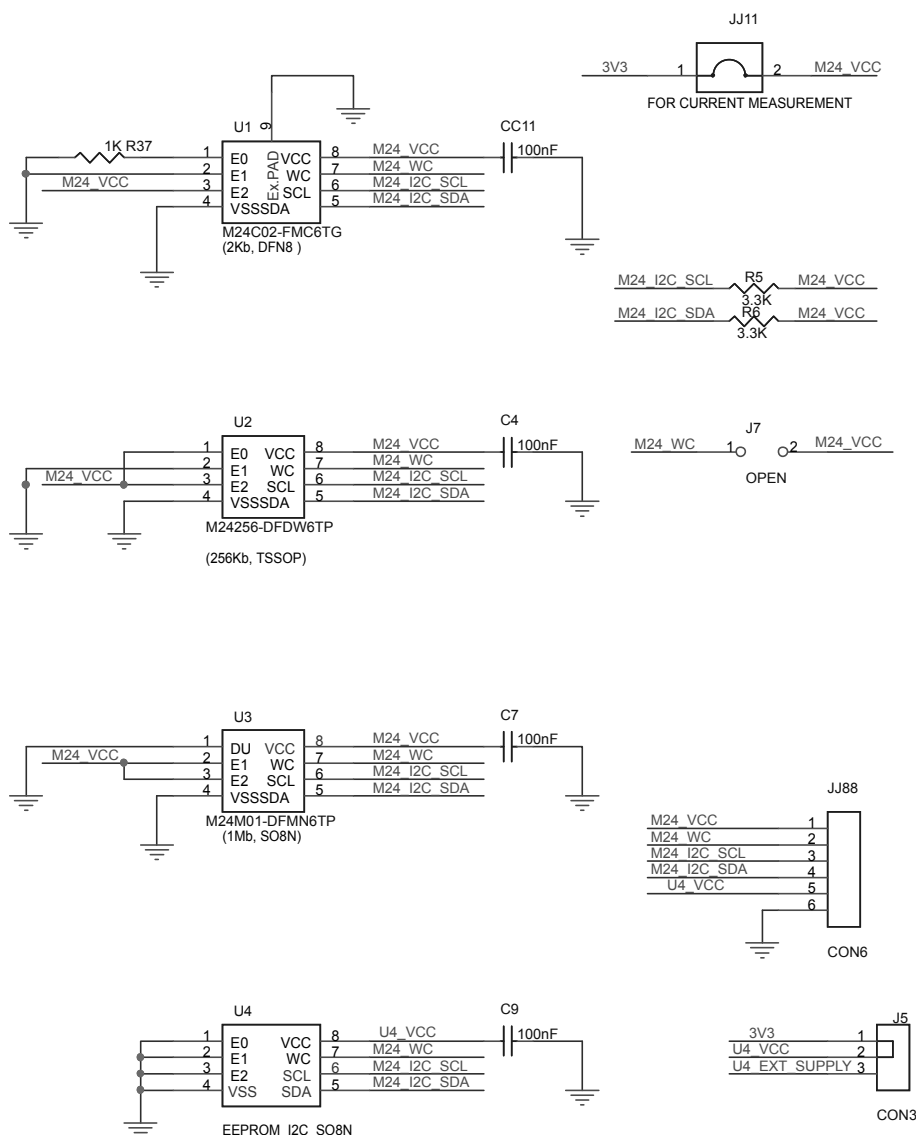 JJ11
3V3 1 2 M24_VCC
FOR CURRENT MEASUREMENT
U1 9 CC11
1K R37 1 E0 Ex.PAD VCC 8 M24_VCC 100nF
2 E1 WC 7 M24_WC
M24_VCC 3 E2 SCL 6 M24_I2C_SCL
4 VSSSDA 5 M24_I2C_SDA
M24C02-FMC6TG
(2Kb, DFN8 )
M24_I2C_SCL R5 M24_VCC
3.3K
M24_I2C_SDA R6 M24_VCC
3.3K
U2 C4
1 E0 VCC 8 M24_VCC 100nF
2 E1 WC 7 M24_WC
M24_VCC 3 E2 SCL 6 M24_I2C_SCL
4 VSSSDA 5 M24_I2C_SDA
M24256-DFDW6TP
(256Kb, TSSOP)
J7
M24_WC 1 2 M24_VCC
OPEN
U3 C7
1 DU VCC 8 M24_VCC 100nF
M24_VCC 2 E1 WC 7 M24_WC
3 E2 SCL 6 M24_I2C_SCL
4 VSSSDA 5 M24_I2C_SDA
M24M01-DFMN6TP
(1Mb, SO8N)
JJ88
M24_VCC 1
M24_WC 2
M24_I2C_SCL 3
M24_I2C_SDA 4
U4_VCC 5
6
CON6
U4 C9
1 E0 VCC 8 U4_VCC 100nF
2 E1 WC 7 M24_WC
3 E2 SCL 6 M24_I2C_SCL
4 VSS SDA 5 M24_I2C_SDA
EEPROM_I2C_SO8N
J5
3V3 1
U4_VCC 2
U4_EXT_SUPPLY 3
CON3